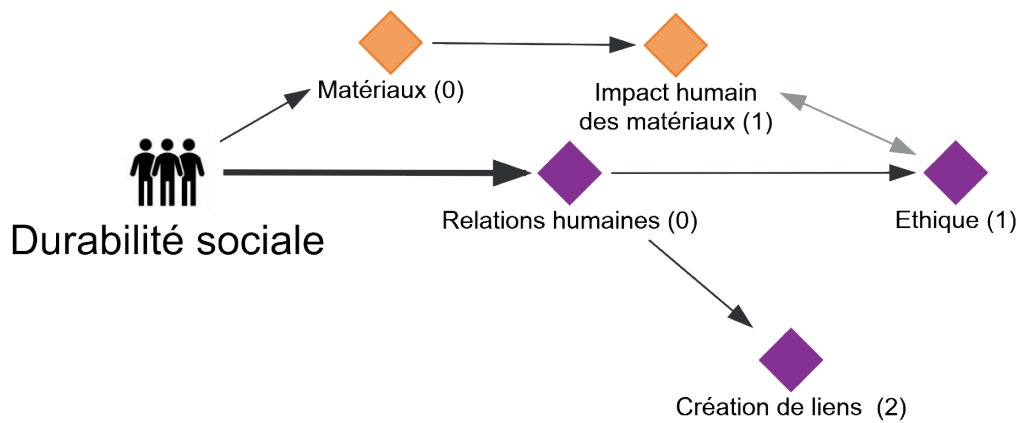 Matériaux (0)
Impact humain
des matériaux (1)
Durabilité sociale
Relations humaines (0)
Ethique (1)
Création de liens  (2)